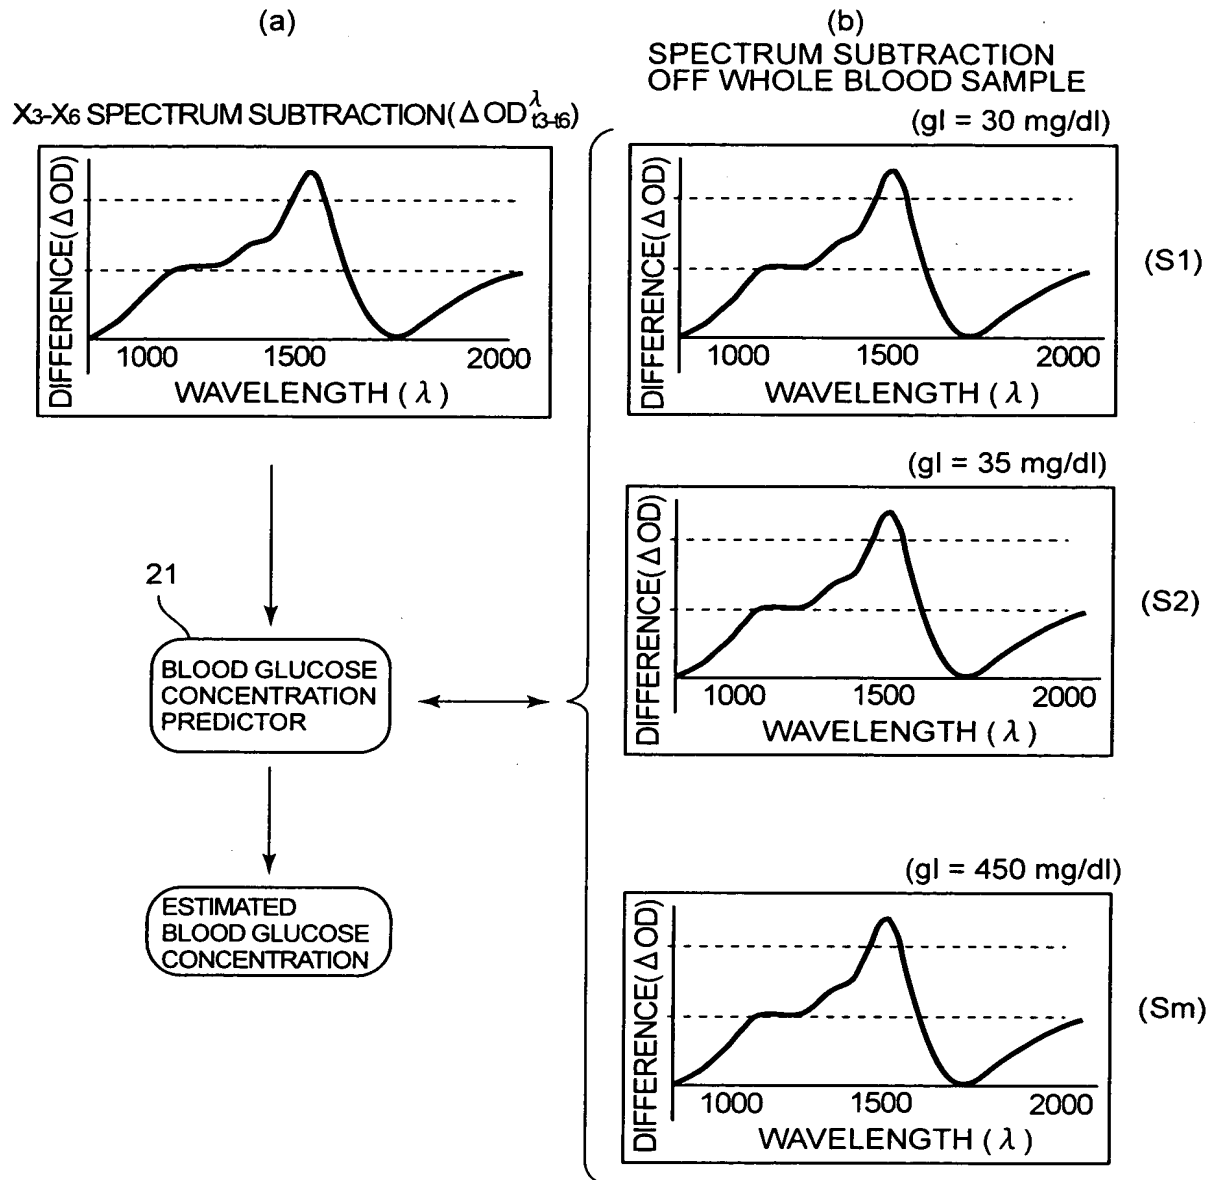 (a)
X3-X6 SPECTRUM SUBTRACTION(ΔOD^λ_t3-t6)
DIFFERENCE(ΔOD)
1000 1500 2000
WAVELENGTH (λ)
21
BLOOD GLUCOSE
CONCENTRATION
PREDICTOR
ESTIMATED
BLOOD GLUCOSE
CONCENTRATION
(b)
SPECTRUM SUBTRACTION
OFF WHOLE BLOOD SAMPLE
(gl = 30 mg/dl)
DIFFERENCE(ΔOD)
1000 1500 2000
WAVELENGTH (λ)
(S1)
(gl = 35 mg/dl)
DIFFERENCE(ΔOD)
1000 1500 2000
WAVELENGTH (λ)
(S2)
(gl = 450 mg/dl)
DIFFERENCE(ΔOD)
1000 1500 2000
WAVELENGTH (λ)
(Sm)